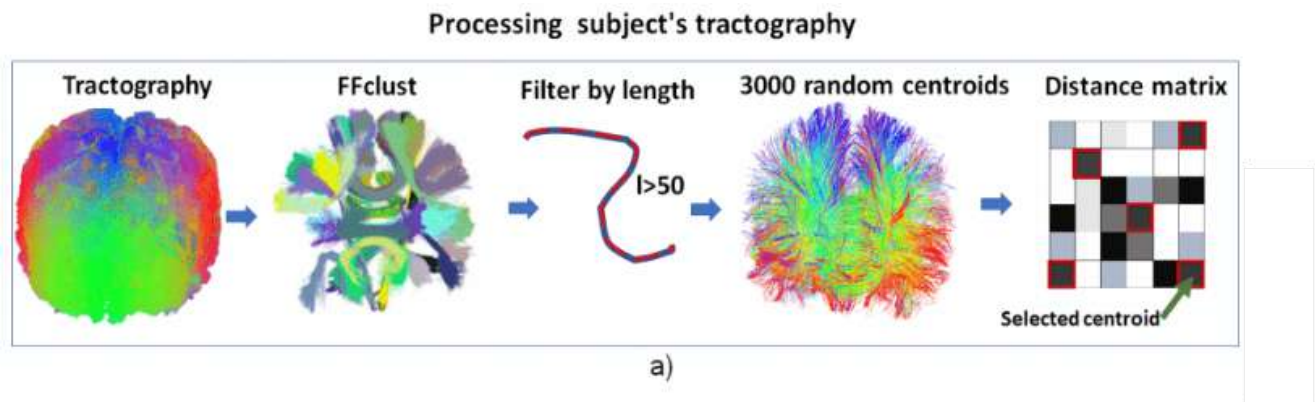 Processing subject's tractography
Tractography
FFclust
Filter by length
3000 random centroids
Distance matrix
l>50
Selected centroid
a)